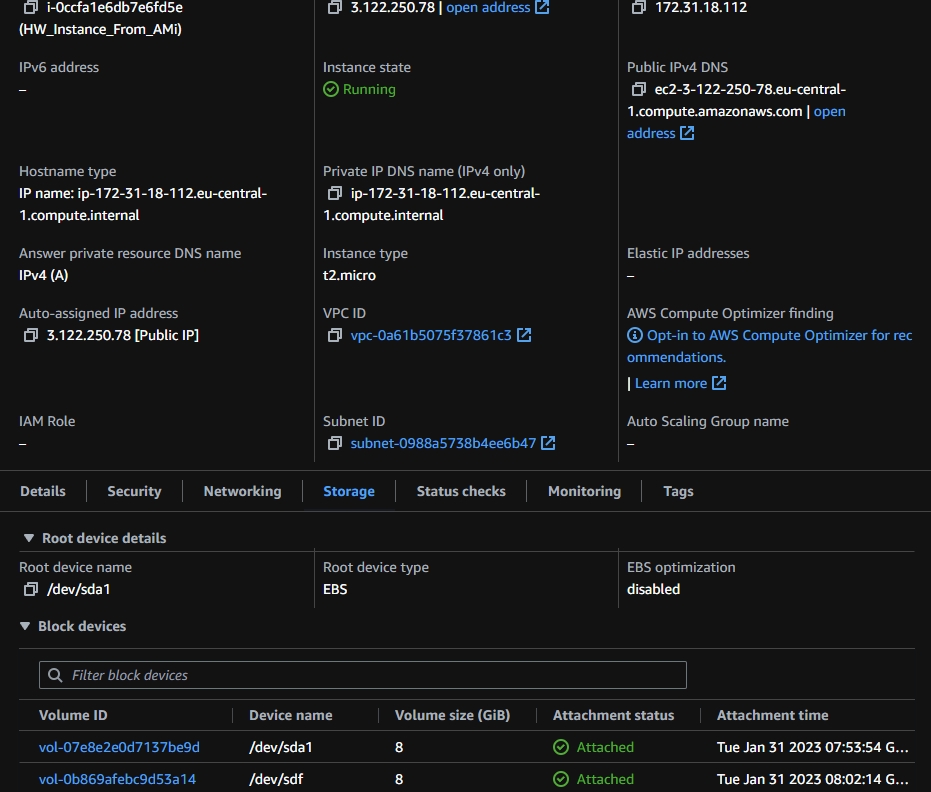 i-0ccfa1e6db7e6fd5e
(HW_Instance_From_AMi)
3.122.250.78 | open address
172.31.18.112
IPv6 address
–
Instance state
Running
Public IPv4 DNS
ec2-3-122-250-78.eu-central-
1.compute.amazonaws.com | open
address
Hostname type
IP name: ip-172-31-18-112.eu-central-
1.compute.internal
Private IP DNS name (IPv4 only)
ip-172-31-18-112.eu-central-
1.compute.internal
Answer private resource DNS name
IPv4 (A)
Instance type
t2.micro
Elastic IP addresses
–
Auto-assigned IP address
3.122.250.78 [Public IP]
VPC ID
vpc-0a61b5075f37861c3
AWS Compute Optimizer finding
Opt-in to AWS Compute Optimizer for rec
ommendations.
| Learn more
IAM Role
–
Subnet ID
subnet-0988a5738b4ee6b47
Auto Scaling Group name
–
Details Security Networking Storage Status checks Monitoring Tags
Root device details
Root device name
/dev/sda1
Root device type
EBS
EBS optimization
disabled
Block devices
Filter block devices
Volume ID Device name Volume size (GiB) Attachment status Attachment time
vol-07e8e2e0d7137be9d /dev/sda1 8 Attached Tue Jan 31 2023 07:53:54 G...
vol-0b869afebc9d53a14 /dev/sdf 8 Attached Tue Jan 31 2023 08:02:14 G...